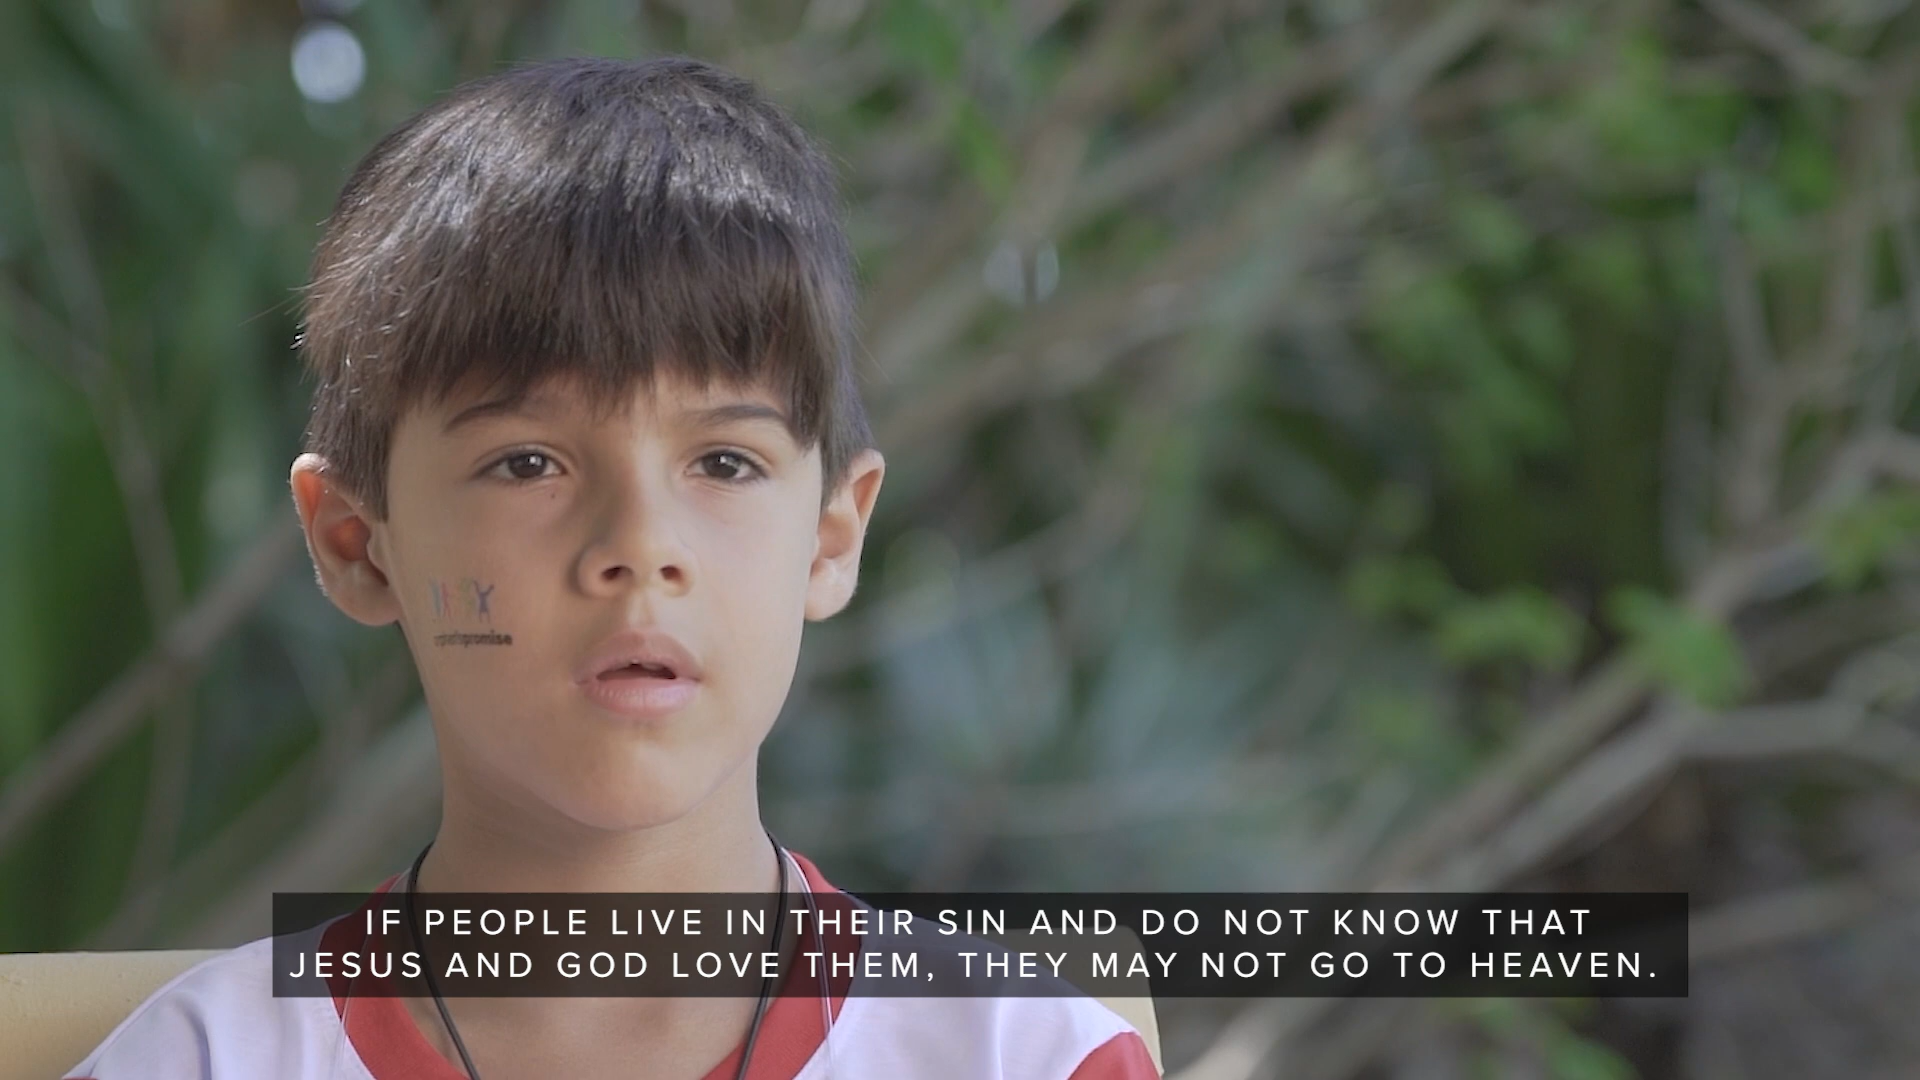 promise
IF PEOPLE LIVE IN THEIR SIN AND DO NOT KNOW THAT
JESUS AND GOD LOVE THEM, THEY MAY NOT GO TO HEAVEN.